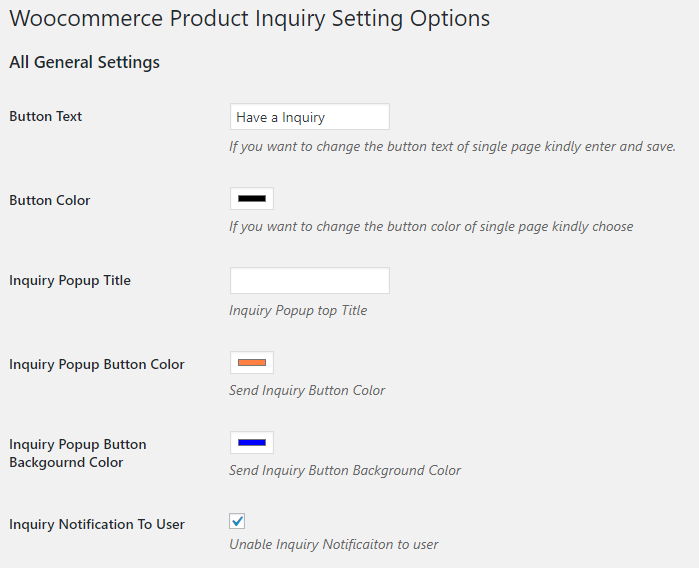 Woocommerce Product Inquiry Setting Options
All General Settings
Button Text
Have a Inquiry
If you want to change the button text of single page kindly enter and save.
Button Color
If you want to change the button color of single page kindly choose
Inquiry Popup Title
Inquiry Popup top Title
Inquiry Popup Button Color
Send Inquiry Button Color
Inquiry Popup Button
Backgournd Color
Send Inquiry Button Background Color
Inquiry Notification To User
Unable Inquiry Notificaiton to user